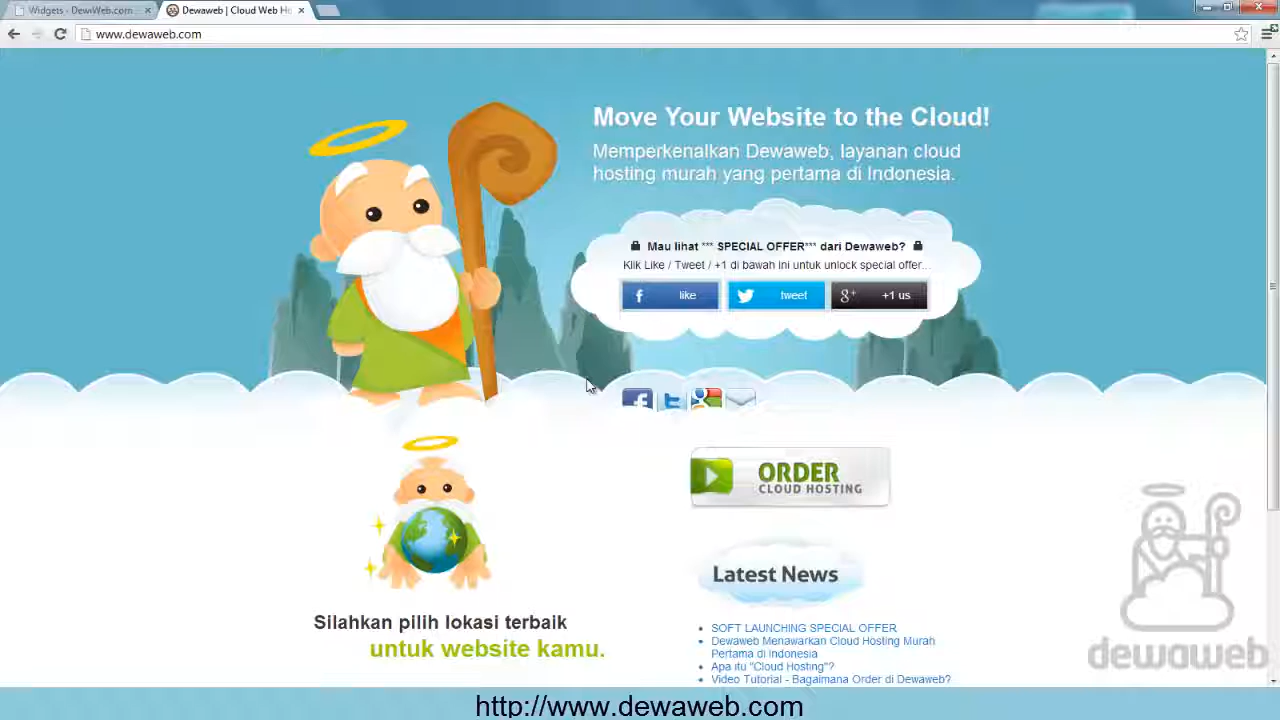 Widgets - DewiWeb.com
Dewaweb | Cloud Web Ho
www.dewaweb.com
Move Your Website to the Cloud!
Memperkenalkan Dewaweb, layanan cloud
hosting murah yang pertama di Indonesia.
Mau lihat *** SPECIAL OFFER*** dari Dewaweb?
Klik Like / Tweet / +1 di bawah ini untuk unlock special offer...
like
tweet
+1 us
ORDER
CLOUD HOSTING
Latest News
Silahkan pilih lokasi terbaik
untuk website kamu.
SOFT LAUNCHING SPECIAL OFFER
Dewaweb Menawarkan Cloud Hosting Murah
Pertama di Indonesia
Apa itu "Cloud Hosting"?
Video Tutorial - Bagaimana Order di Dewaweb?
dewaweb
http://www.dewaweb.com